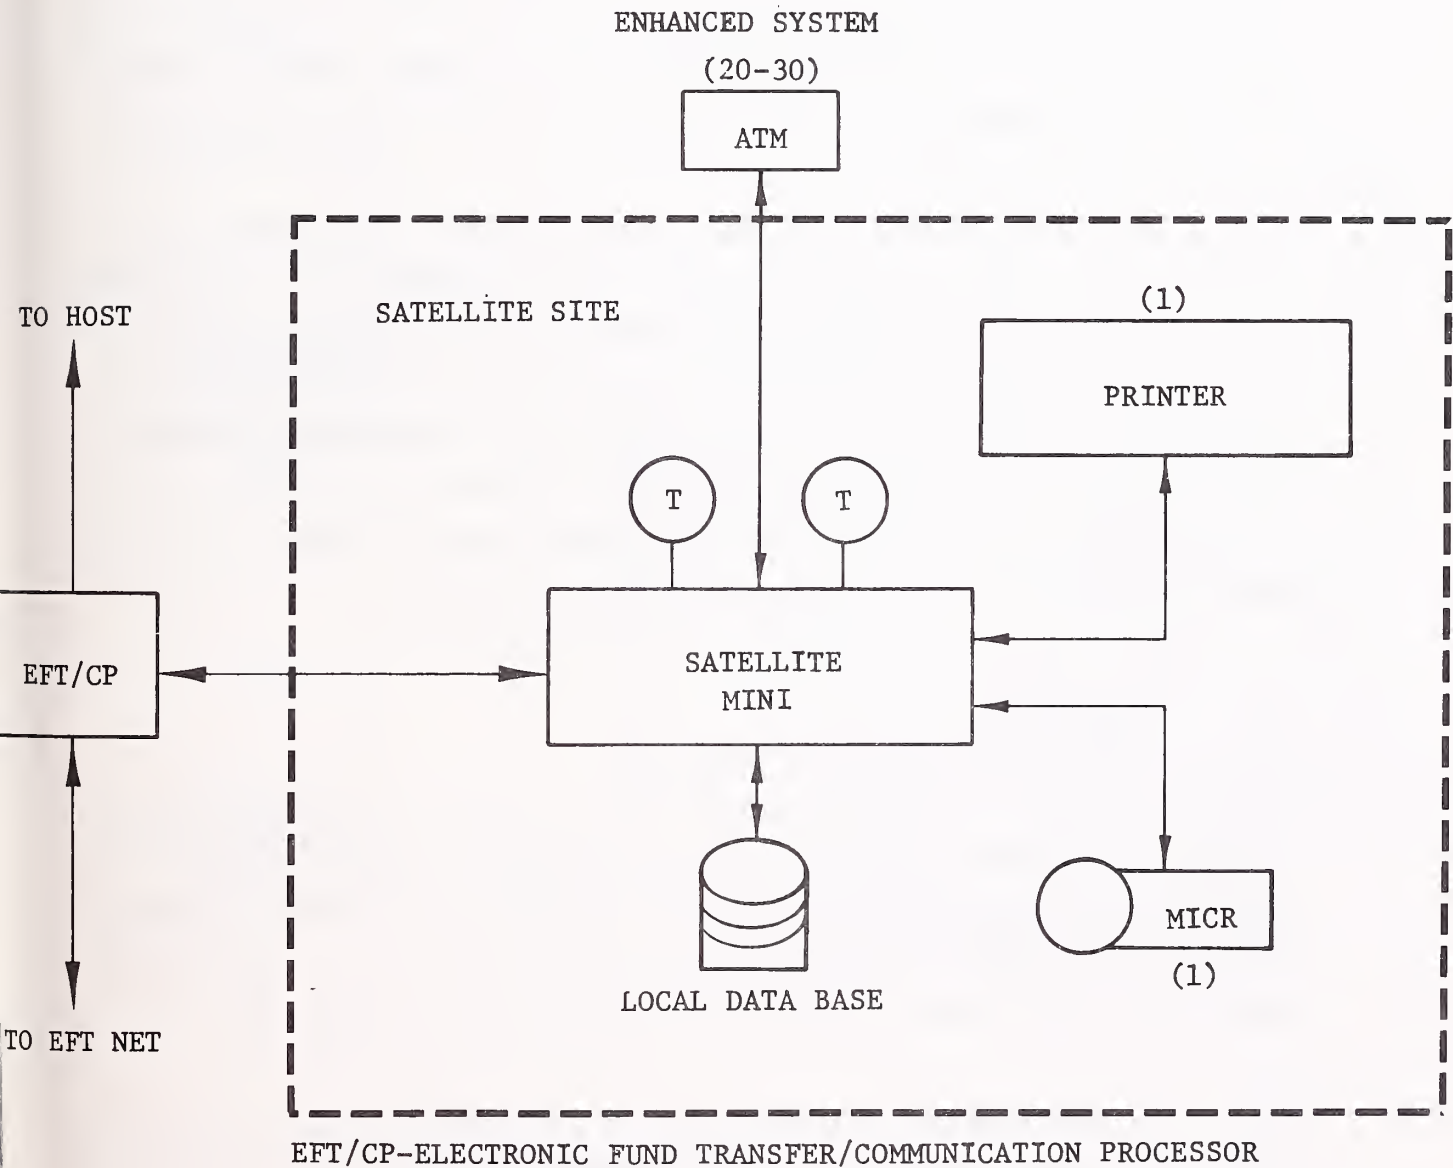 ENHANCED SYSTEM
(20-30)
ATM
SATELLITE SITE
TO HOST
(1)
PRINTER
T
T
EFT/CP
SATELLITE
MINI
MICR
(1)
LOCAL DATA BASE
TO EFT NET
EFT/CP-ELECTRONIC FUND TRANSFER/COMMUNICATION PROCESSOR